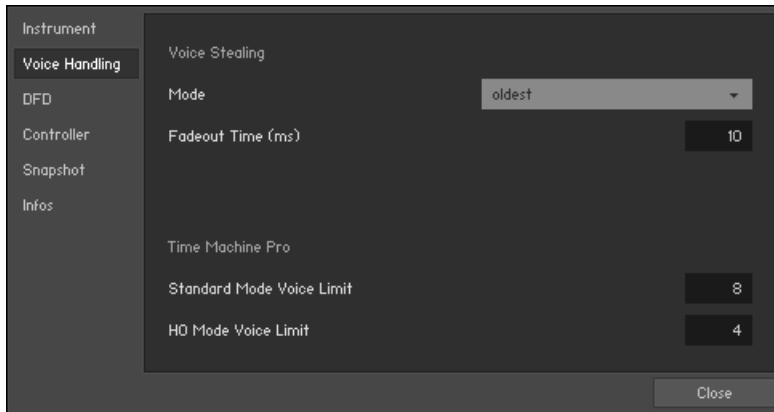 Instrument
Voice Handling
DFD
Controller
Snapshot
Infos
Voice Stealing
Mode oldest
Fadeout Time (ms) 10
Time Machine Pro
Standard Mode Voice Limit 8
HQ Mode Voice Limit 4
Close